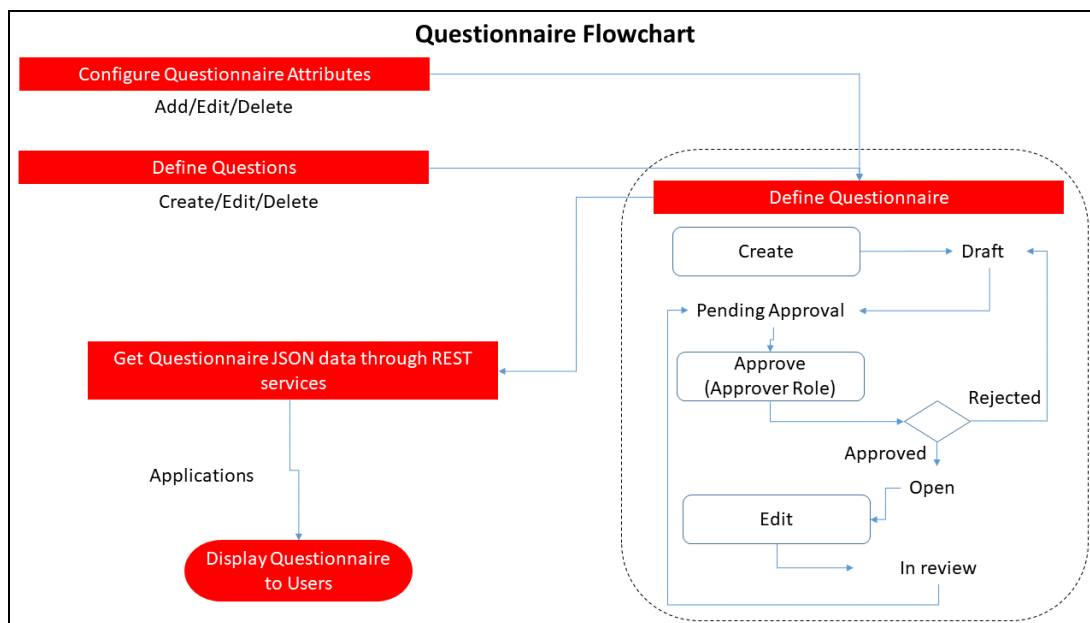 Questionnaire Flowchart
Configure Questionnaire Attributes
Add/Edit/Delete
Define Questions
Create/Edit/Delete
Define Questionnaire
Create
Draft
Pending Approval
Approve
(Approver Role)
Rejected
Approved
Open
Edit
In review
Get Questionnaire JSON data through REST
services
Applications
Display Questionnaire
to Users